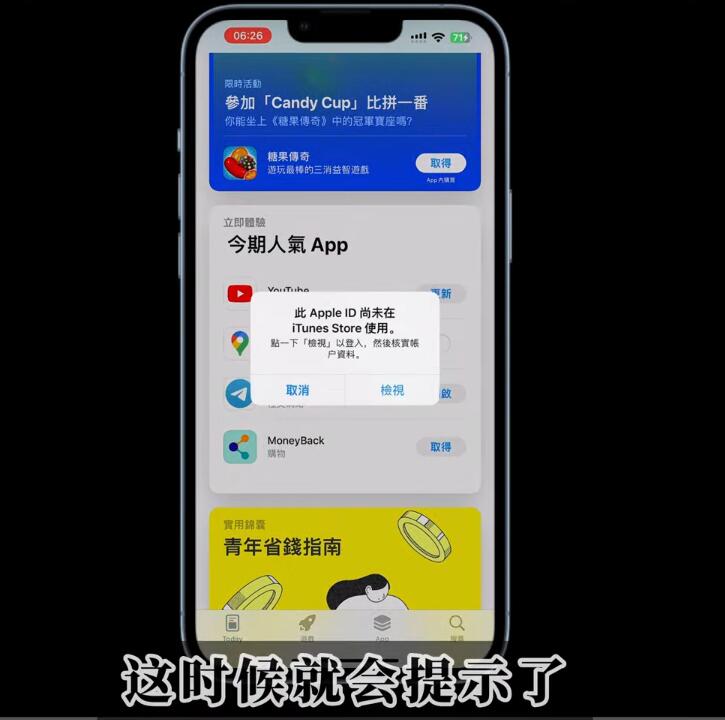 06:26
71
限時活動
參加「Candy Cup」比拼一番
你能坐上《糖果傳奇》中的冠軍寶座嗎?
糖果傳奇
遊玩最棒的三消益智遊戲
取得
App 內購買
立即體驗
今期人氣 App
YouTube
更新
此 Apple ID 尚未在
iTunes Store 使用。
點一下「檢視」以登入，然後核實帳
户資料。
取消
檢視
啟
MoneyBack
購物
取得
實用錦囊
青年省錢指南
Today
遊戲
App
搜尋
这时候就会提示了